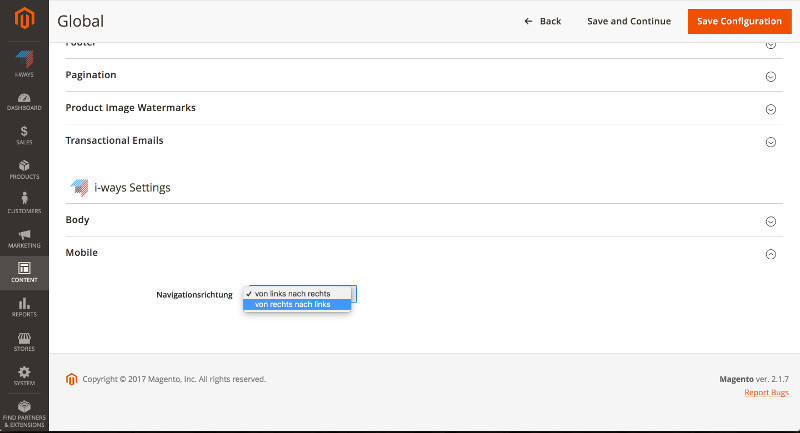 Global
Back
Save and Continue
Save Configuration
Footer
Pagination
Product Image Watermarks
Transactional Emails
i-ways Settings
Body
Mobile
Navigationsrichtung
✓ von links nach rechts
von rechts nach links
I-WAYS
DASHBOARD
SALES
PRODUCTS
CUSTOMERS
MARKETING
CONTENT
REPORTS
STORES
SYSTEM
FIND PARTNERS
& EXTENSIONS
Copyright © 2017 Magento, Inc. All rights reserved.
Magento ver. 2.1.7
Report Bugs